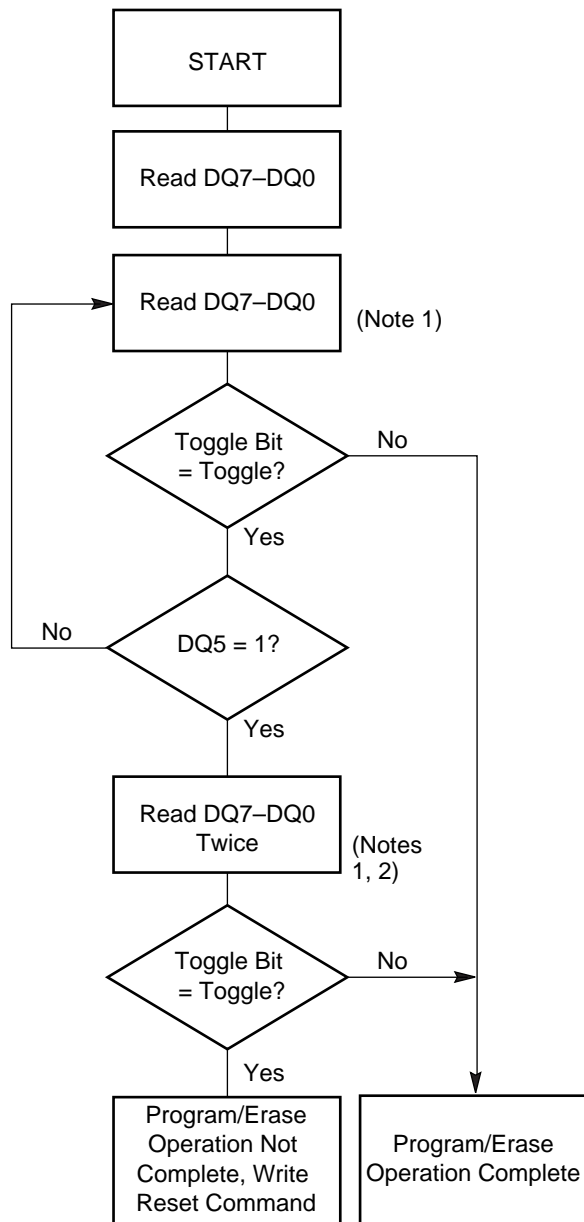 START
Read DQ7–DQ0
Read DQ7–DQ0
(Note 1)
Toggle Bit
= Toggle?
No
Yes
No
DQ5 = 1?
Yes
Read DQ7–DQ0
Twice
(Notes
1, 2)
Toggle Bit
= Toggle?
No
Yes
Program/Erase
Operation Not
Complete, Write
Reset Command
Program/Erase
Operation Complete